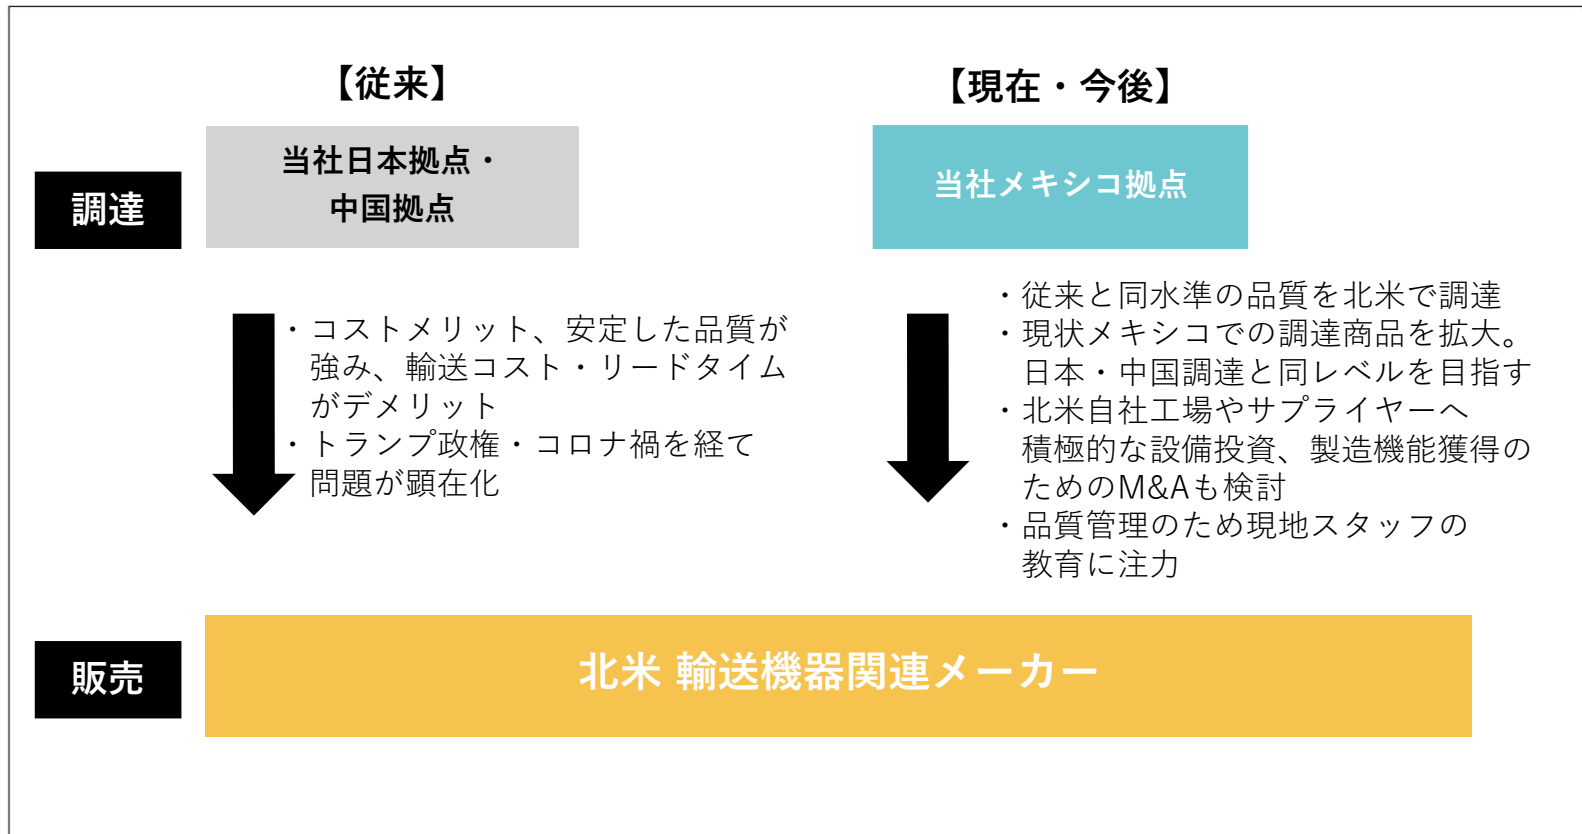 【従来】
【現在・今後】
調達
当社日本拠点・
中国拠点
当社メキシコ拠点
・コストメリット、安定した品質が
強み、輸送コスト・リードタイム
がデメリット
・トランプ政権・コロナ禍を経て
問題が顕在化
・従来と同水準の品質を北米で調達
・現状メキシコでの調達商品を拡大。
日本・中国調達と同レベルを目指す
・北米自社工場やサプライヤーへ
積極的な設備投資、製造機能獲得の
ためのM&Aも検討
・品質管理のため現地スタッフの
教育に注力
販売
北米 輸送機器関連メーカー